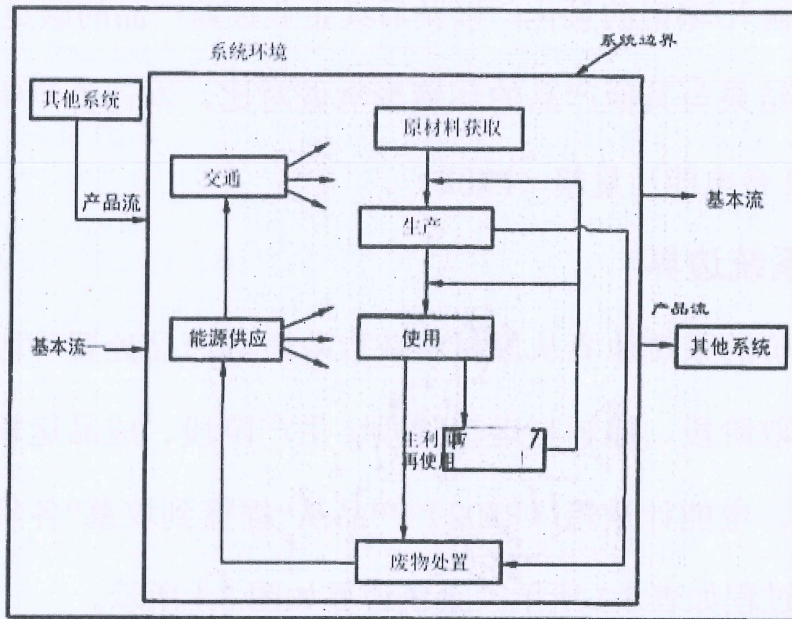 系统环境
系统边界
其他系统
原材料获取
交通
产品流
基本流
生产
产品流
基本流
能源供应
使用
其他系统
再使用
废物处置